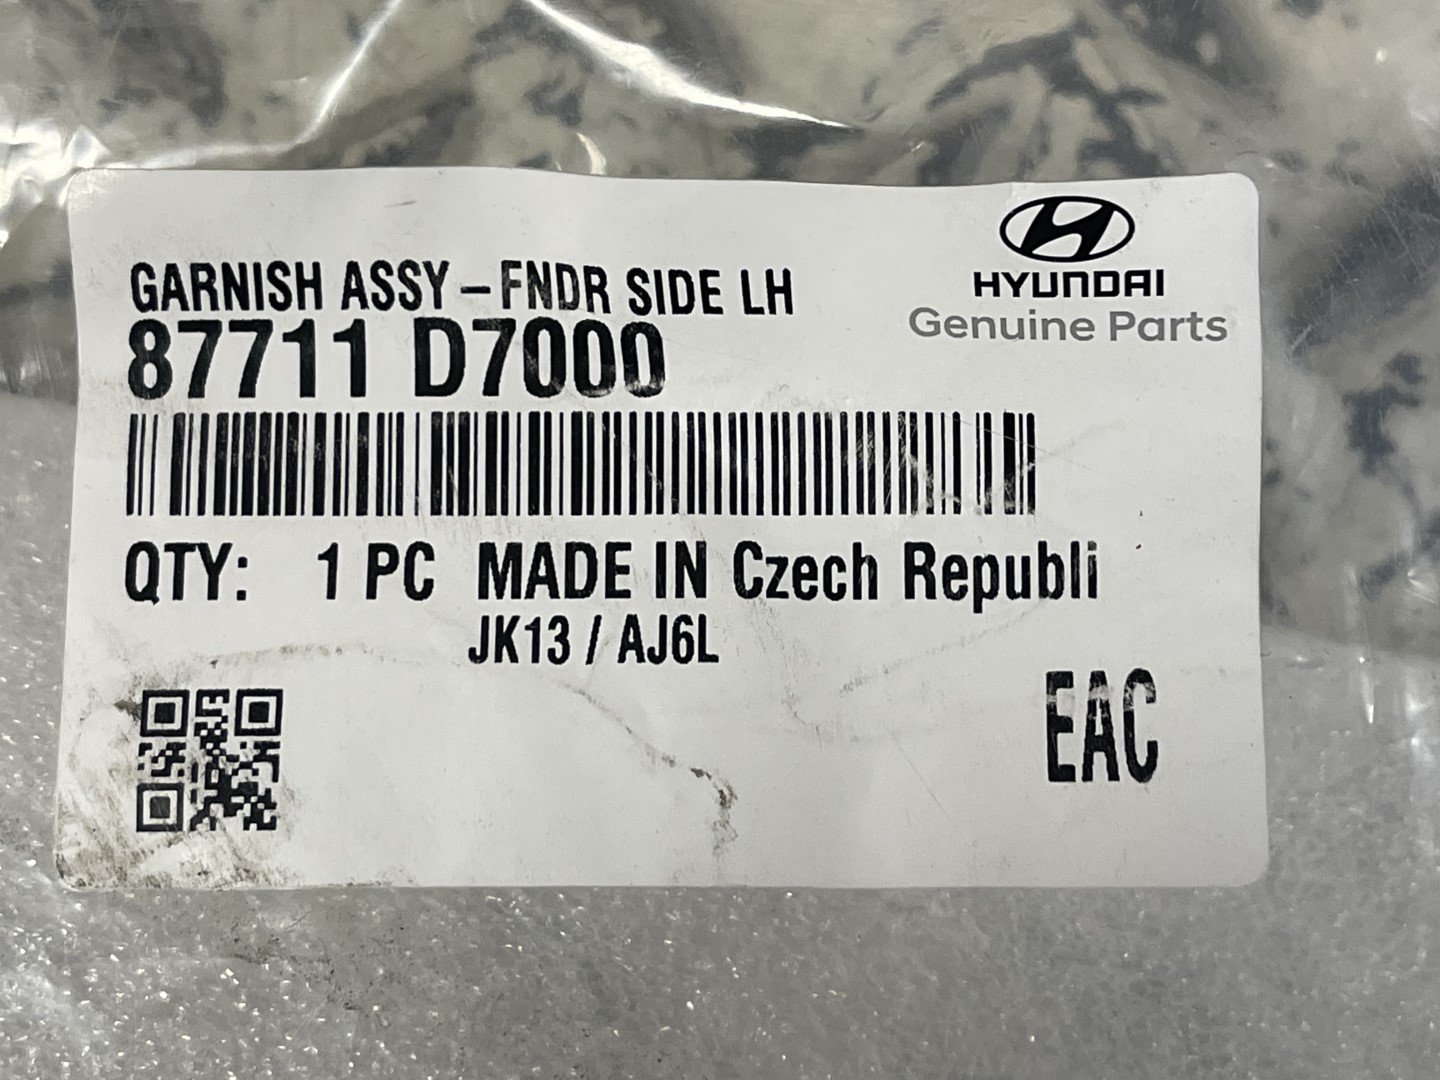 HYUNDAI
Genuine Parts
GARNISH ASSY-FNDR SIDE LH
87711 D7000
QTY: 1 PC MADE IN Czech Republi
JK13 / AJ6L
EAC